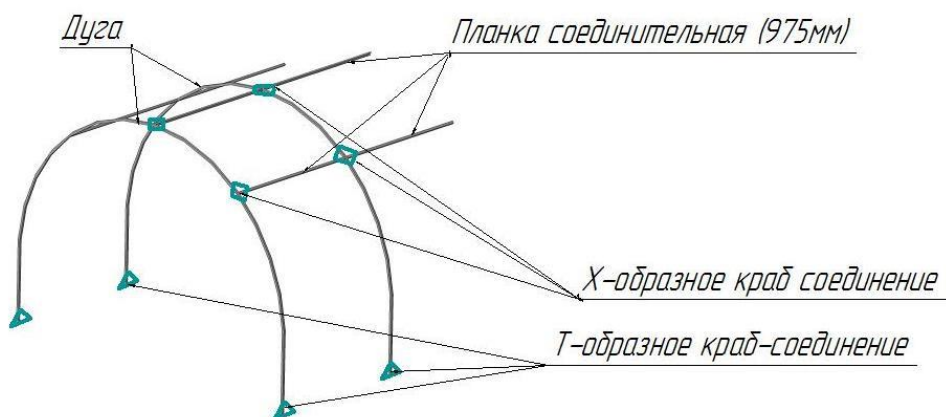 Дуга
Планка соединительная (975мм)
Х-образное краб соединение
Т-образное краб-соединение